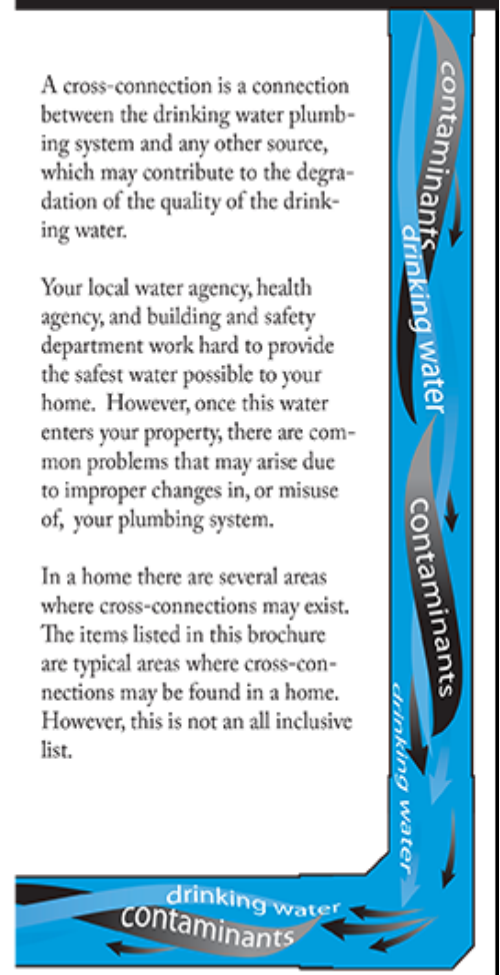 A cross-connection is a connection
between the drinking water plumb-
ing system and any other source,
which may contribute to the degra-
dation of the quality of the drink-
ing water.
Your local water agency, health
agency, and building and safety
department work hard to provide
the safest water possible to your
home.  However, once this water
enters your property, there are com-
mon problems that may arise due
to improper changes in, or misuse
of,  your plumbing system.
In a home there are several areas
where cross-connections may exist.
The items listed in this brochure
are typical areas where cross-con-
nections may be found in a home.
However, this is not an all inclusive
list.
contaminants
drinking water
contaminants
drinking water
drinking water
contaminants